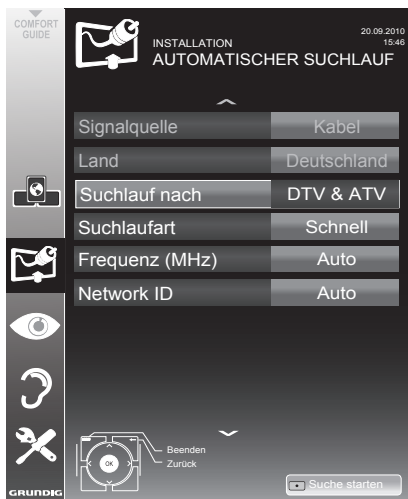 COMFORT
GUIDE
INSTALLATION
AUTOMATISCHER SUCHLAUF
20.09.2010
15:46
Signalquelle Kabel
Land Deutschland
Suchlauf nach DTV & ATV
Suchlaufart Schnell
Frequenz (MHz) Auto
Network ID Auto
OK
Beenden
Zurück
Suche starten
GRUNDIG